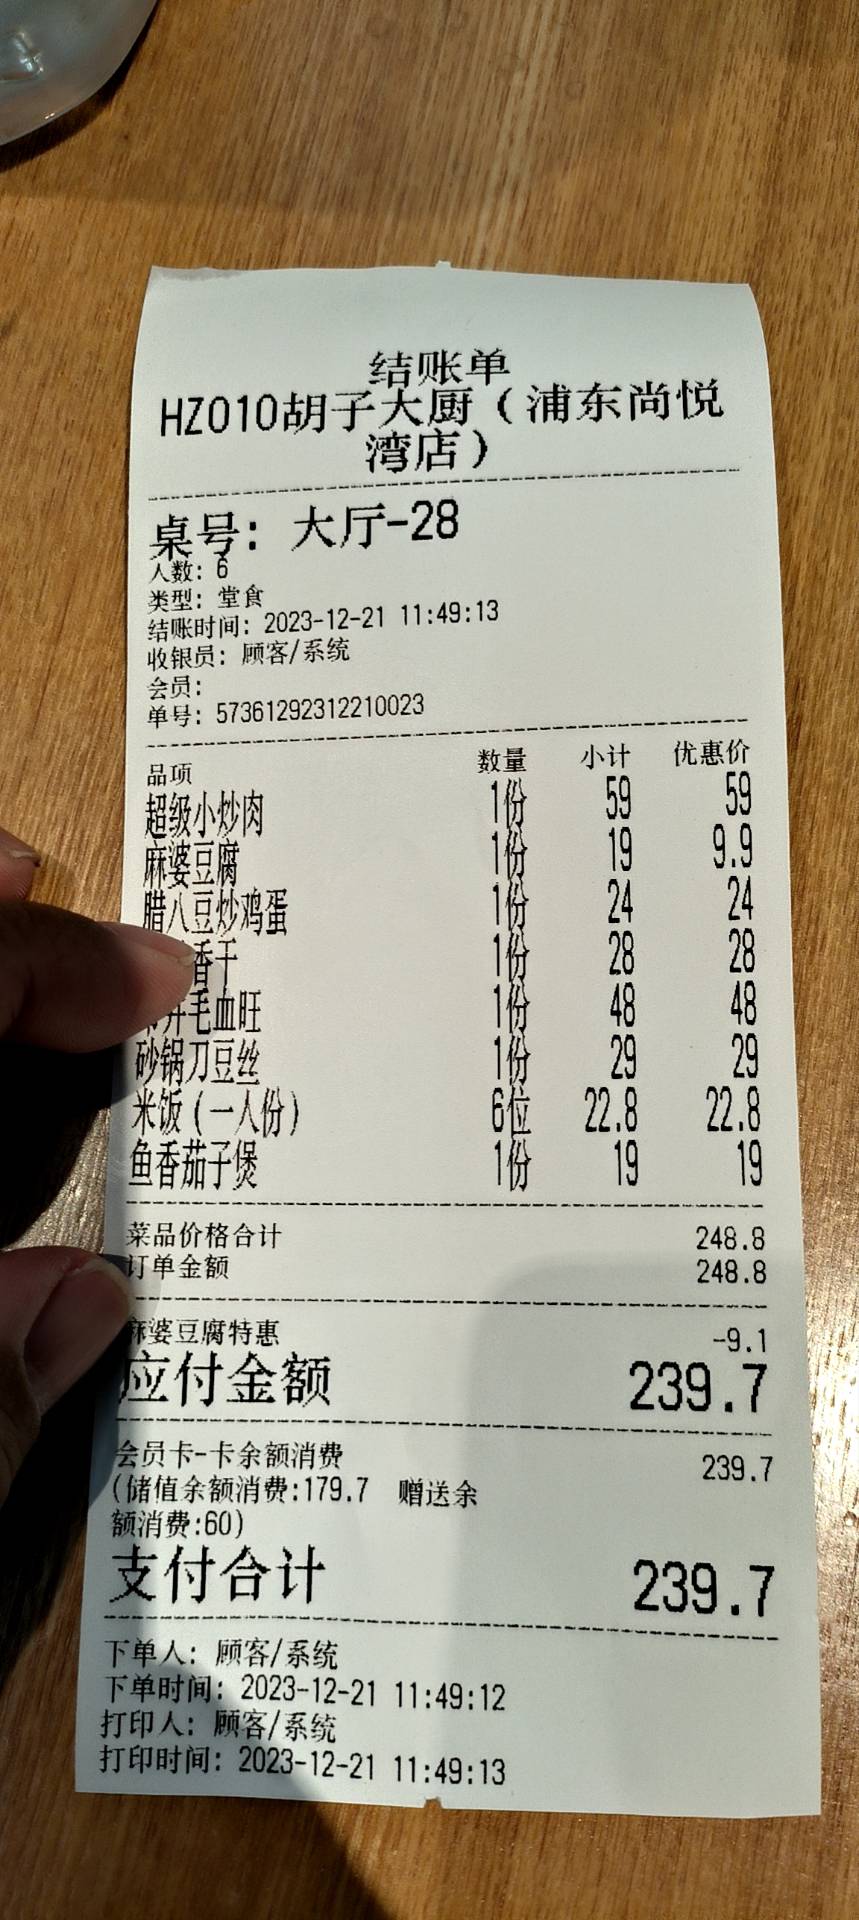 结账单
HZ010胡子大厨（浦东尚悦
湾店）
桌号：大厅-28
人数：6
类型：堂食
结账时间：2023-12-21 11:49:13
收银员：顾客/系统
会员：
单号：57361292312210023
品项 数量 小计 优惠价
超级小炒肉 1份 59 59
麻婆豆腐 1份 19 9.9
腊八豆炒鸡蛋 1份 24 24
香干 1份 28 28
毛血旺 1份 48 48
砂锅刀豆丝 1份 29 29
米饭（一人份） 6位 22.8 22.8
鱼香茄子煲 1份 19 19
菜品价格合计 248.8
订单金额 248.8
麻婆豆腐特惠 -9.1
应付金额 239.7
会员卡-卡余额消费 239.7
(储值余额消费:179.7 赠送余
额消费:60)
支付合计 239.7
下单人：顾客/系统
下单时间：2023-12-21 11:49:12
打印人：顾客/系统
打印时间：2023-12-21 11:49:13